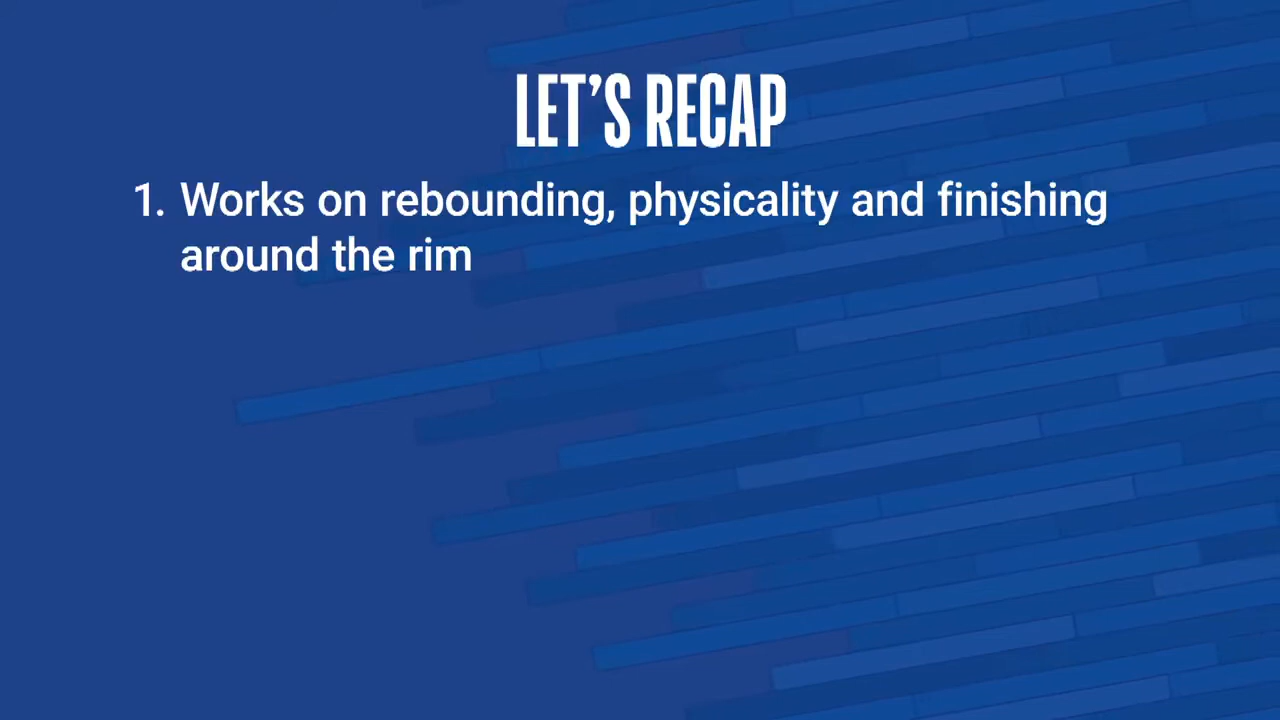 LET'S RECAP
1. Works on rebounding, physicality and finishing
around the rim